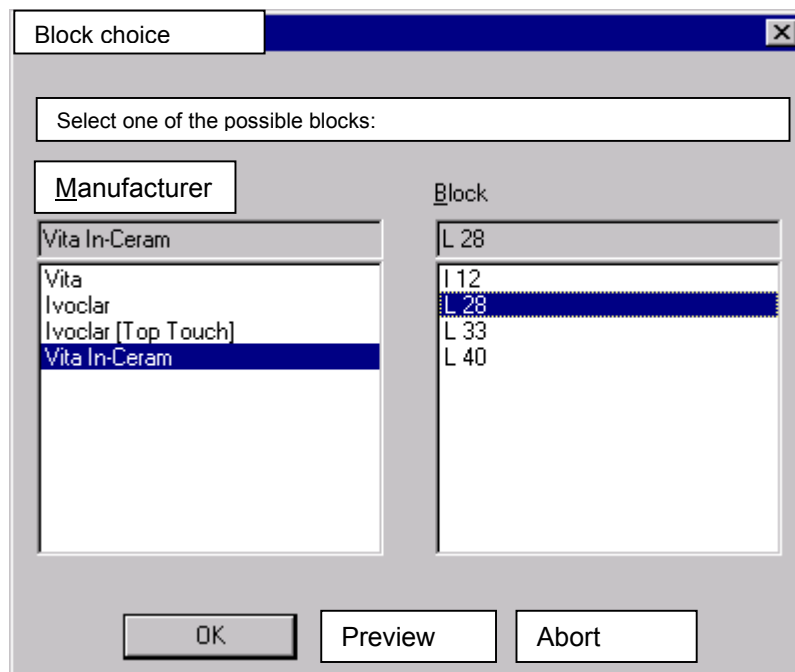 Block choice
Select one of the possible blocks:
Manufacturer
Block
Vita In-Ceram
L 28
Vita
Ivoclar
Ivoclar [Top Touch]
Vita In-Ceram
I 12
L 28
L 33
L 40
OK
Preview
Abort